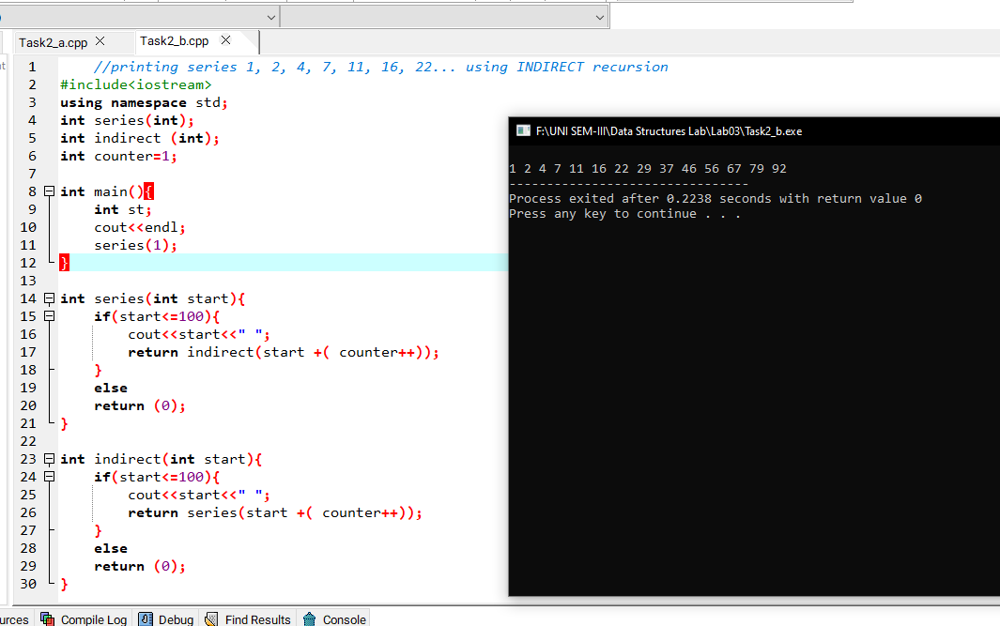 Task2_a.cpp
Task2_b.cpp
1 //printing series 1, 2, 4, 7, 11, 16, 22... using INDIRECT recursion
2 #include<iostream>
3 using namespace std;
4 int series(int);
5 int indirect (int);
6 int counter=1;
7
8 int main(){
9 int st;
10 cout<<endl;
11 series(1);
12 }
13
14 int series(int start){
15 if(start<=100){
16 cout<<start<<" ";
17 return indirect(start +( counter++));
18 }
19 else
20 return (0);
21 }
22
23 int indirect(int start){
24 if(start<=100){
25 cout<<start<<" ";
26 return series(start +( counter++));
27 }
28 else
29 return (0);
30 }
F:\UNI SEM-III\Data Structures Lab\Lab03\Task2_b.exe
1 2 4 7 11 16 22 29 37 46 56 67 79 92
--------------------------------
Process exited after 0.2238 seconds with return value 0
Press any key to continue . . .
urces
Compile Log
Debug
Find Results
Console